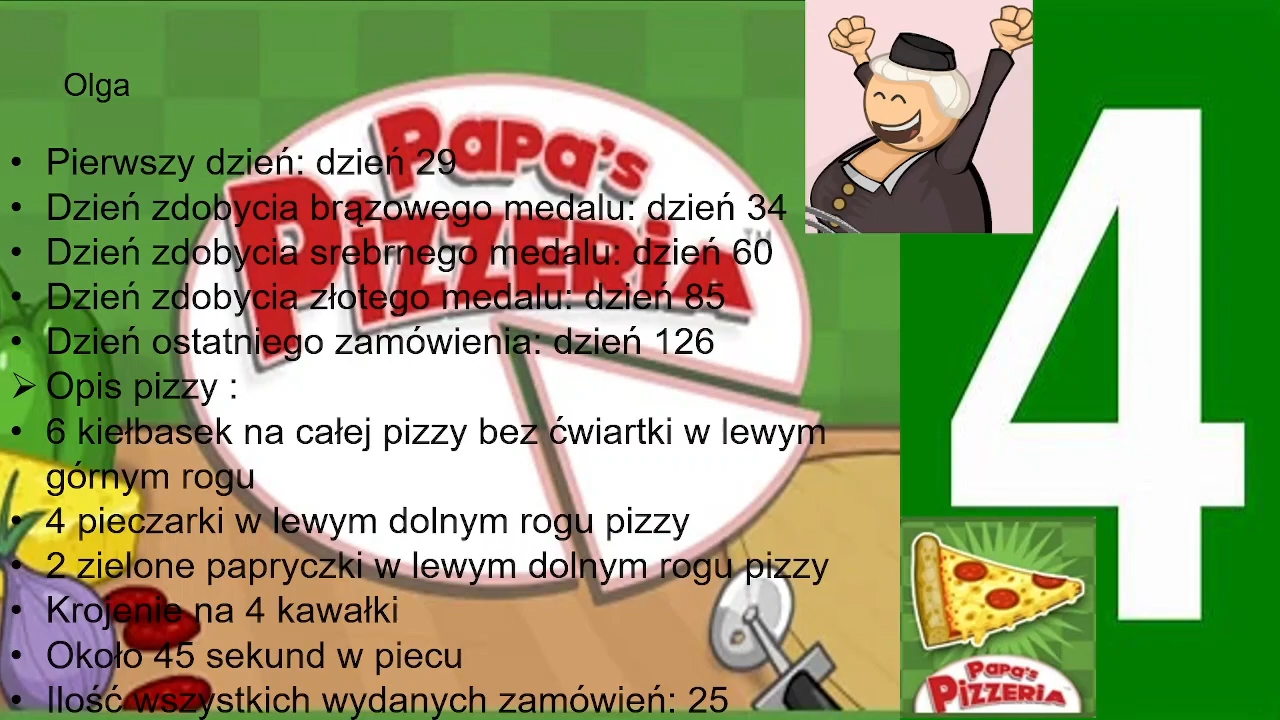 Olga
4
Papa's
Pizzeria™
• Pierwszy dzień: dzień 29
• Dzień zdobycia brązowego medalu: dzień 34
• Dzień zdobycia srebrnego medalu: dzień 60
• Dzień zdobycia złotego medalu: dzień 85
• Dzień ostatniego zamówienia: dzień 126
➢ Opis pizzy :
• 6 kiełbasek na całej pizzy bez ćwiartki w lewym
górnym rogu
• 4 pieczarki w lewym dolnym rogu pizzy
• 2 zielone papryczki w lewym dolnym rogu pizzy
• Krojenie na 4 kawałki
• Około 45 sekund w piecu
• Ilość wszystkich wydanych zamówień: 25
Papa's
Pizzeria